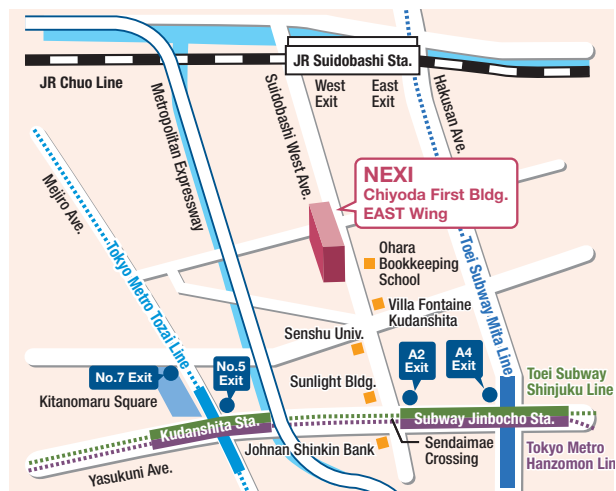 JR Suidobashi Sta.
JR Chuo Line
West
Exit
East
Exit
Metropolitan Expressway
Suidobashi West Ave.
Hakusan Ave.
Mejiro Ave.
NEXI
Chiyoda First Bldg.
EAST Wing
Tokyo Metro Tozai Line
Toei Subway Mita Line
Ohara
Bookkeeping
School
Villa Fontaine
Kudanshita
Senshu Univ.
No.7 Exit
No.5
Exit
A2
Exit
A4
Exit
Toei Subway
Shinjuku Line
Kitanomaru Square
Sunlight Bldg.
Kudanshita Sta.
Subway Jinbocho Sta.
Johnan Shinkin Bank
Sendaimae
Crossing
Tokyo Metro
Hanzomon Lin
Yasukuni Ave.